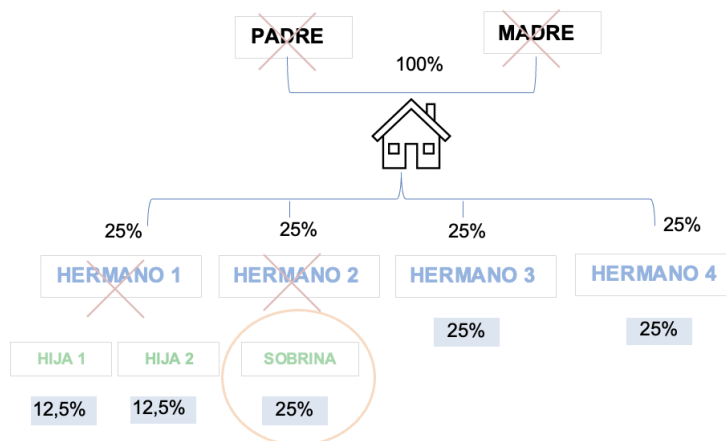 PADRE
MADRE
100%
25%
25%
25%
25%
HERMANO 1
HERMANO 2
HERMANO 3
HERMANO 4
25%
25%
HIJA 1
HIJA 2
SOBRINA
12,5%
12,5%
25%